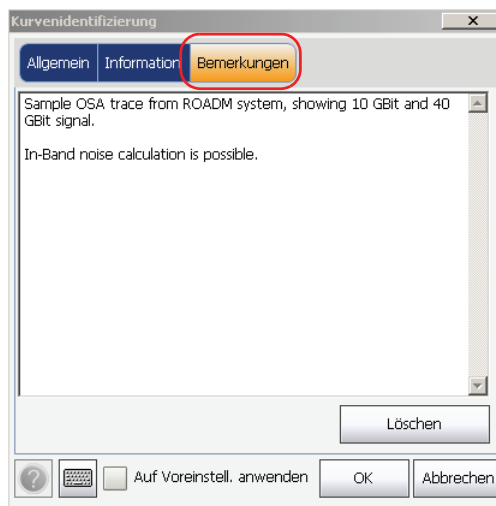 Kurvenidentifizierung
Allgemein Information Bemerkungen
Sample OSA trace from ROADM system, showing 10 GBit and 40
GBit signal.
In-Band noise calculation is possible.
Löschen
? Auf Voreinstell. anwenden OK Abbrechen